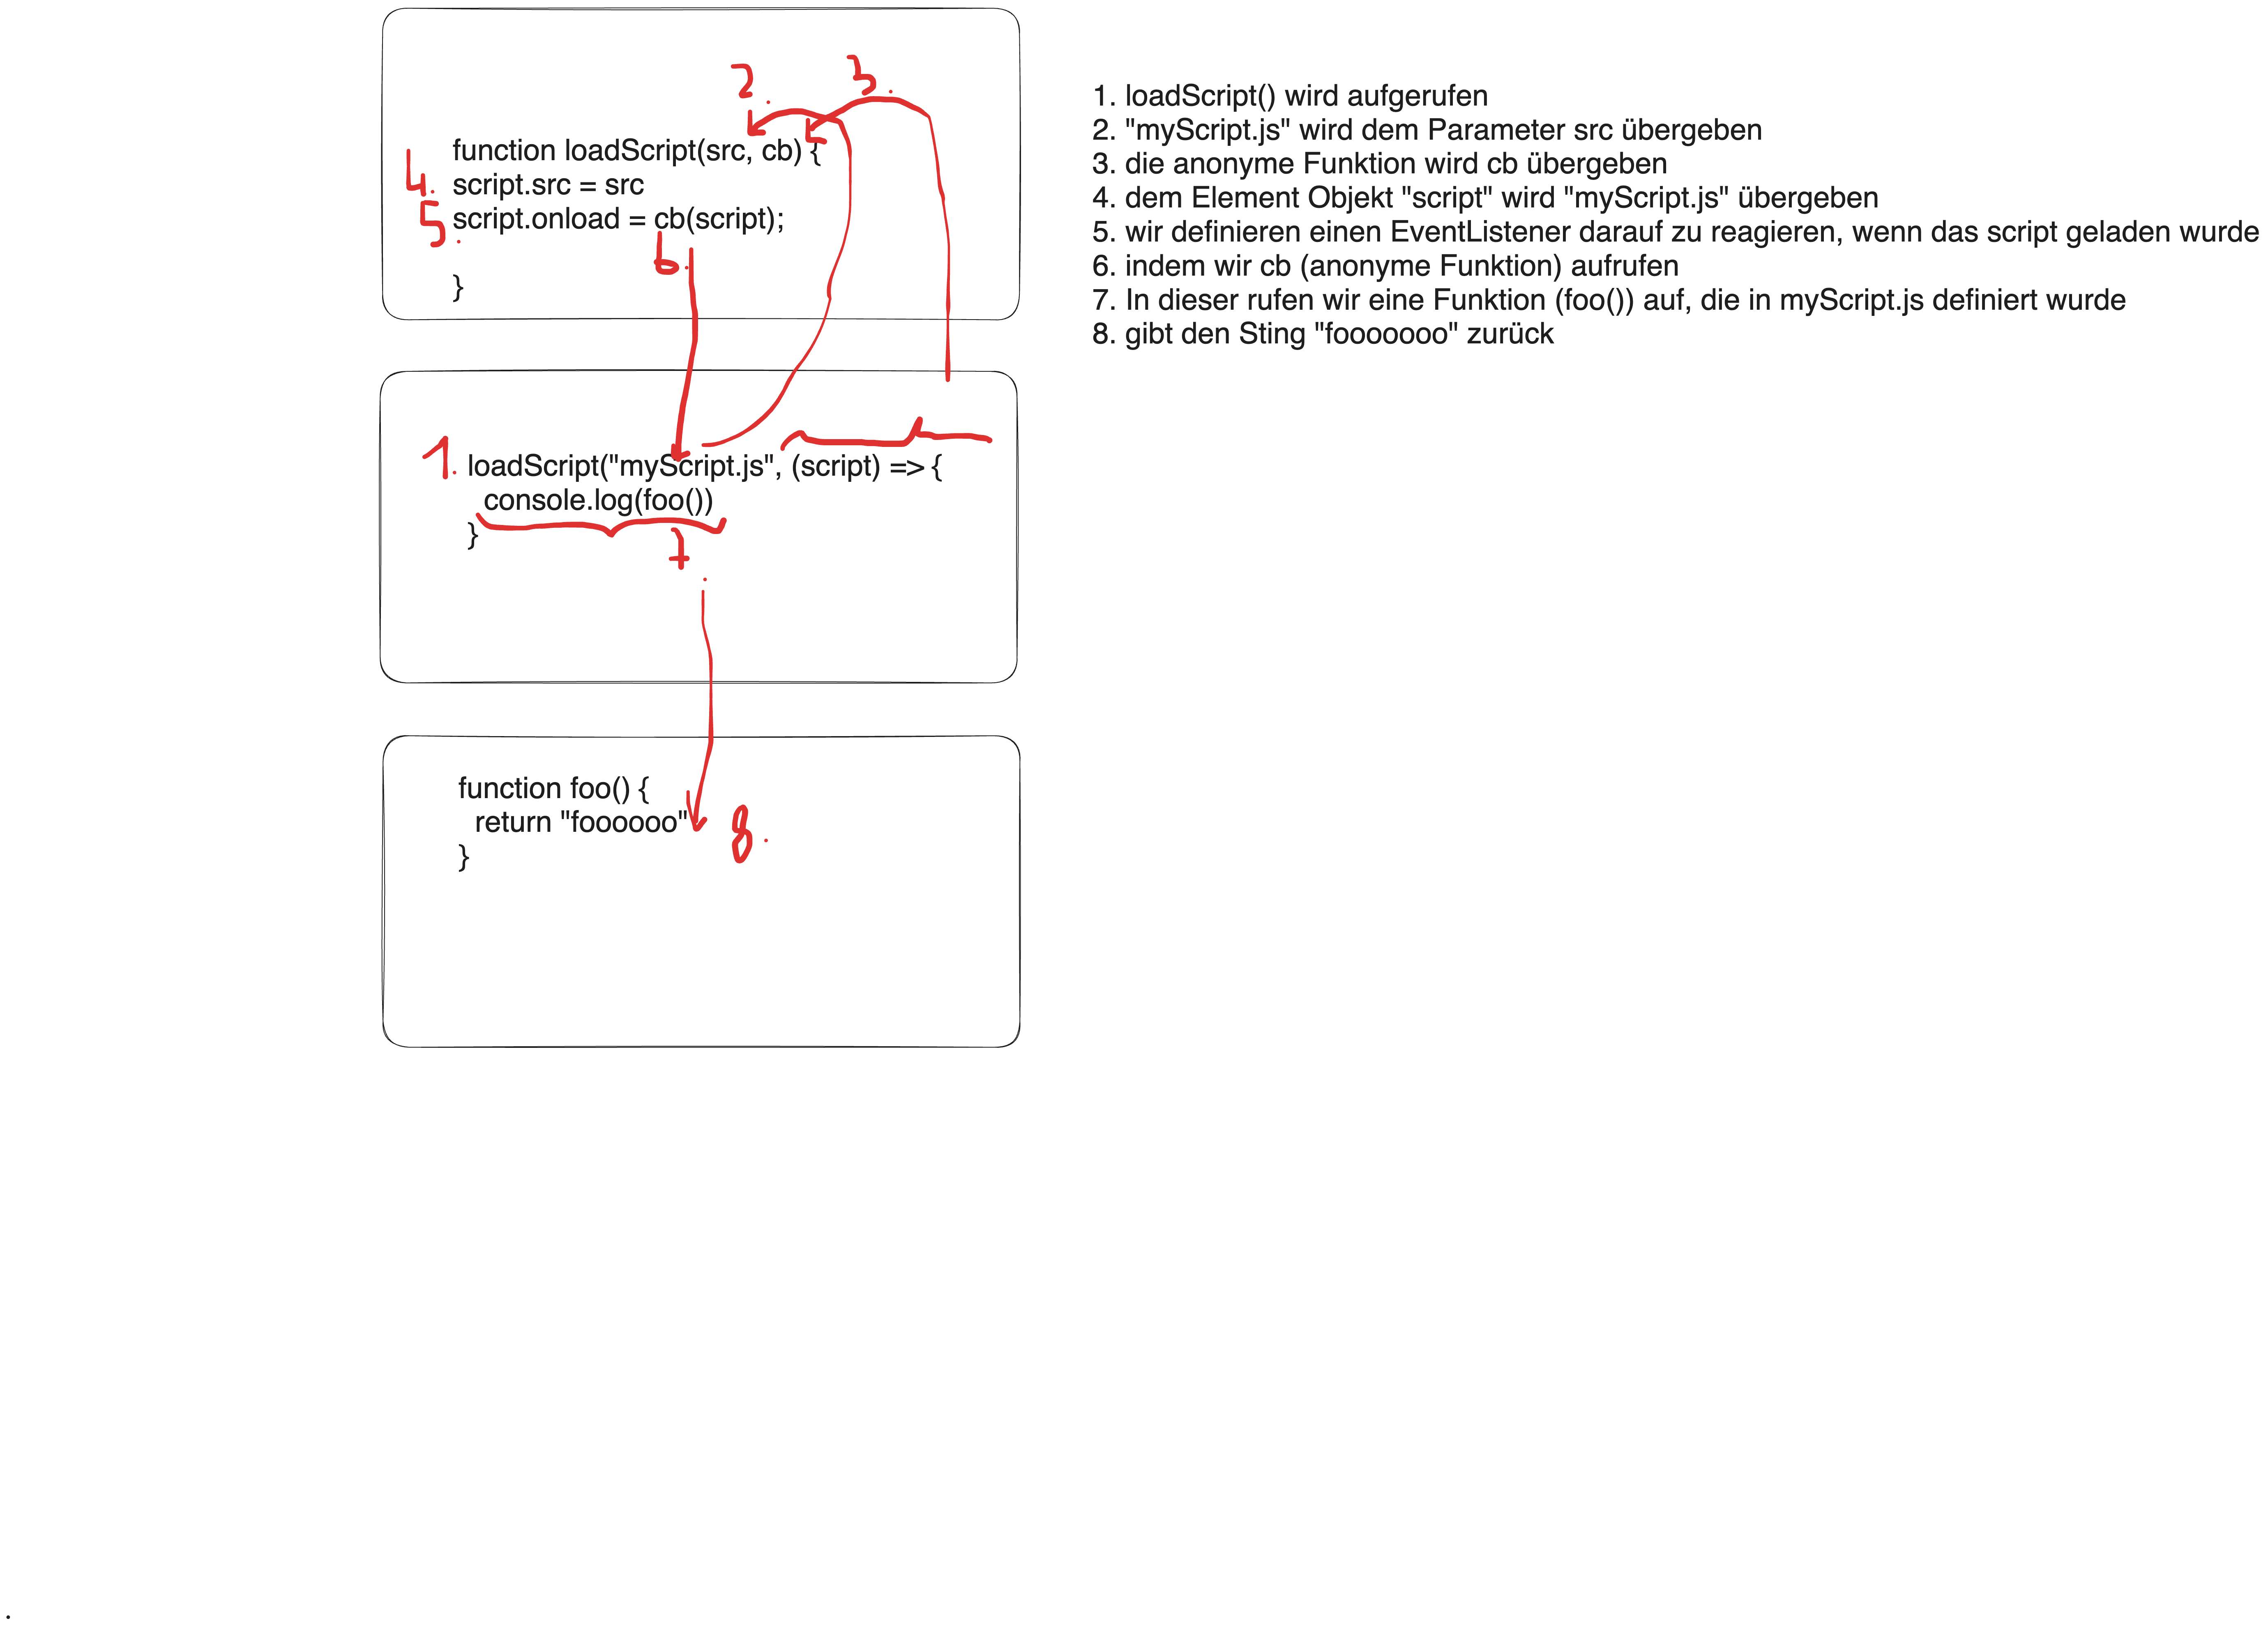 2.
3.
function loadScript(src, cb) {
4. script.src = src
5. script.onload = cb(script);
6.
}
1. loadScript("myScript.js", (script) => {
console.log(foo())
}
7.
function foo() {
return "foooooo"
8.
}
1. loadScript() wird aufgerufen
2. "myScript.js" wird dem Parameter src übergeben
3. die anonyme Funktion wird cb übergeben
4. dem Element Objekt "script" wird "myScript.js" übergeben
5. wir definieren einen EventListener darauf zu reagieren, wenn das script geladen wurde
6. indem wir cb (anonyme Funktion) aufrufen
7. In dieser rufen wir eine Funktion (foo()) auf, die in myScript.js definiert wurde
8. gibt den Sting "fooooooo" zurück